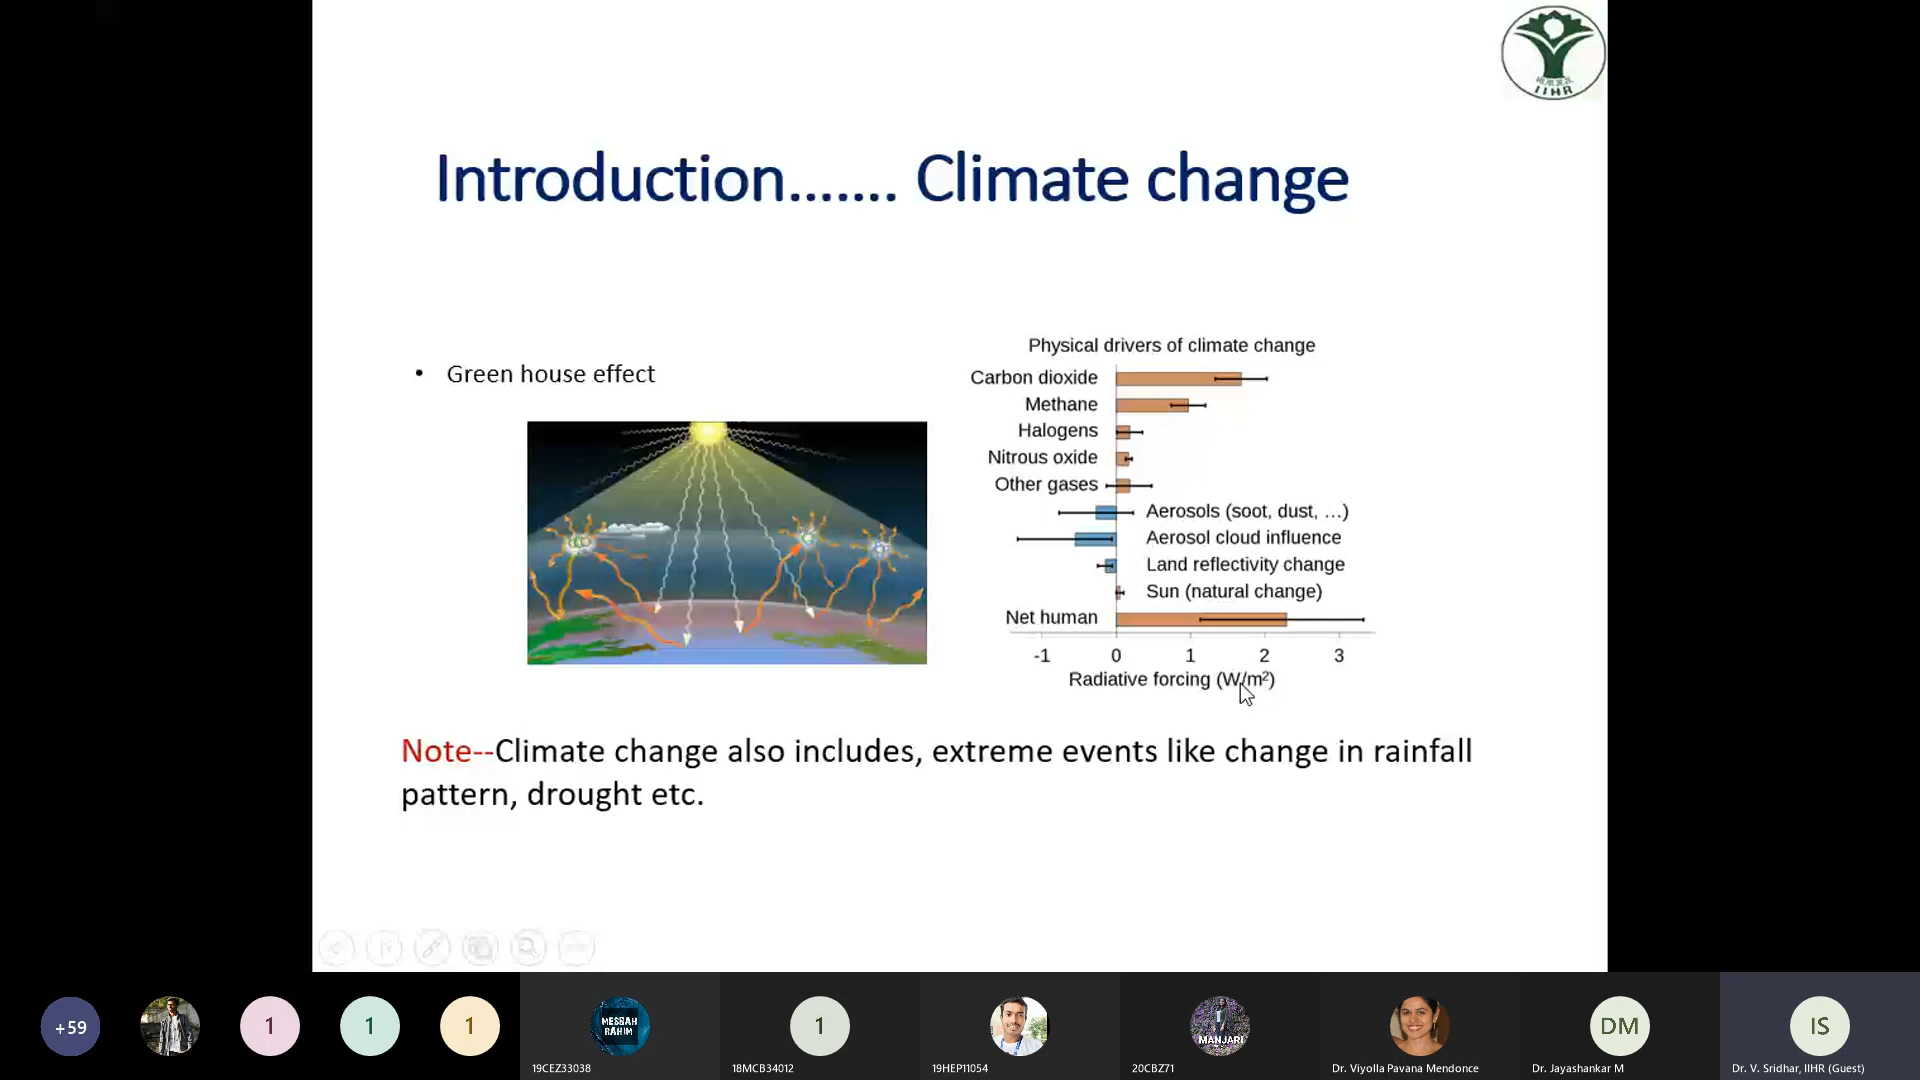 IIHR
Introduction....... Climate change
• Green house effect
Physical drivers of climate change
Carbon dioxide
Methane
Halogens
Nitrous oxide
Other gases
Aerosols (soot, dust, …)
Aerosol cloud influence
Land reflectivity change
Sun (natural change)
Net human
-1 0 1 2 3
Radiative forcing (W/m²)
Note--Climate change also includes, extreme events like change in rainfall
pattern, drought etc.
+59
1
1
1
MESBAH
RAHIM
19CEZ33038
1
18MCB34012
19HEP11054
MANJARI
20CBZ71
Dr. Viyolla Pavana Mendonce
DM
Dr. Jayashankar M
IS
Dr. V. Sridhar, IIHR (Guest)